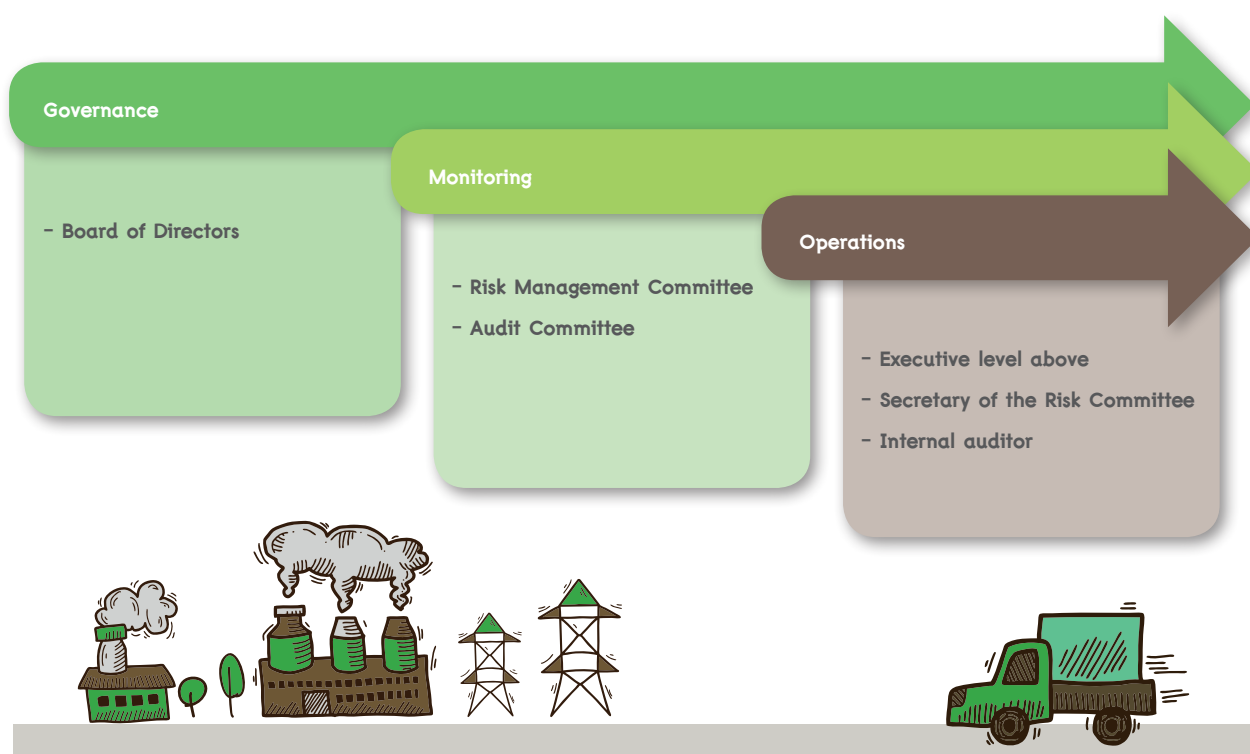 Governance
- Board of Directors
Monitoring
- Risk Management Committee
- Audit Committee
Operations
- Executive level above
- Secretary of the Risk Committee
- Internal auditor